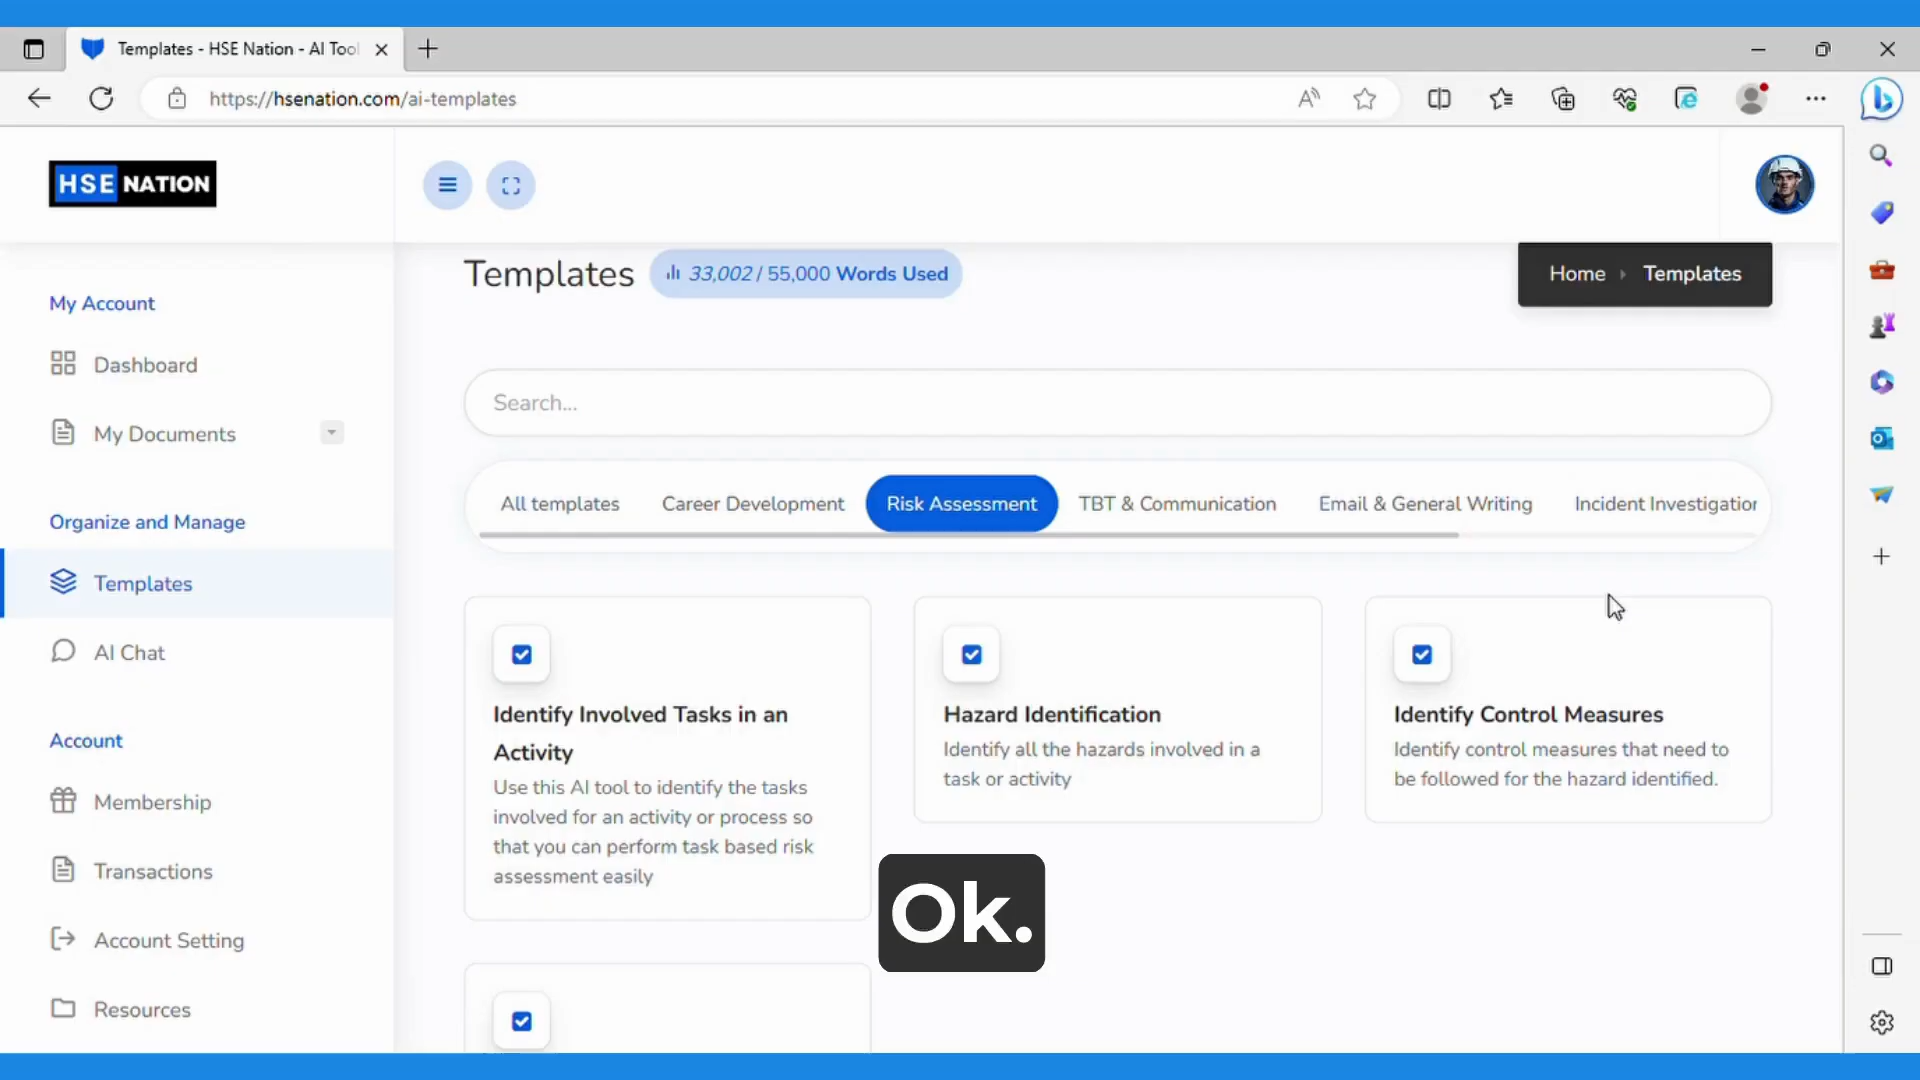 Templates - HSE Nation - AI Tool
https://hsenation.com/ai-templates
HSE NATION
Templates
33,002 / 55,000 Words Used
Home
Templates
My Account
Dashboard
My Documents
Organize and Manage
Templates
AI Chat
Account
Membership
Transactions
Account Setting
Resources
Search...
All templates
Career Development
Risk Assessment
TBT & Communication
Email & General Writing
Incident Investigation
Identify Involved Tasks in an
Activity
Use this AI tool to identify the tasks
involved for an activity or process so
that you can perform task based risk
assessment easily
Hazard Identification
Identify all the hazards involved in a
task or activity
Identify Control Measures
Identify control measures that need to
be followed for the hazard identified.
Ok.